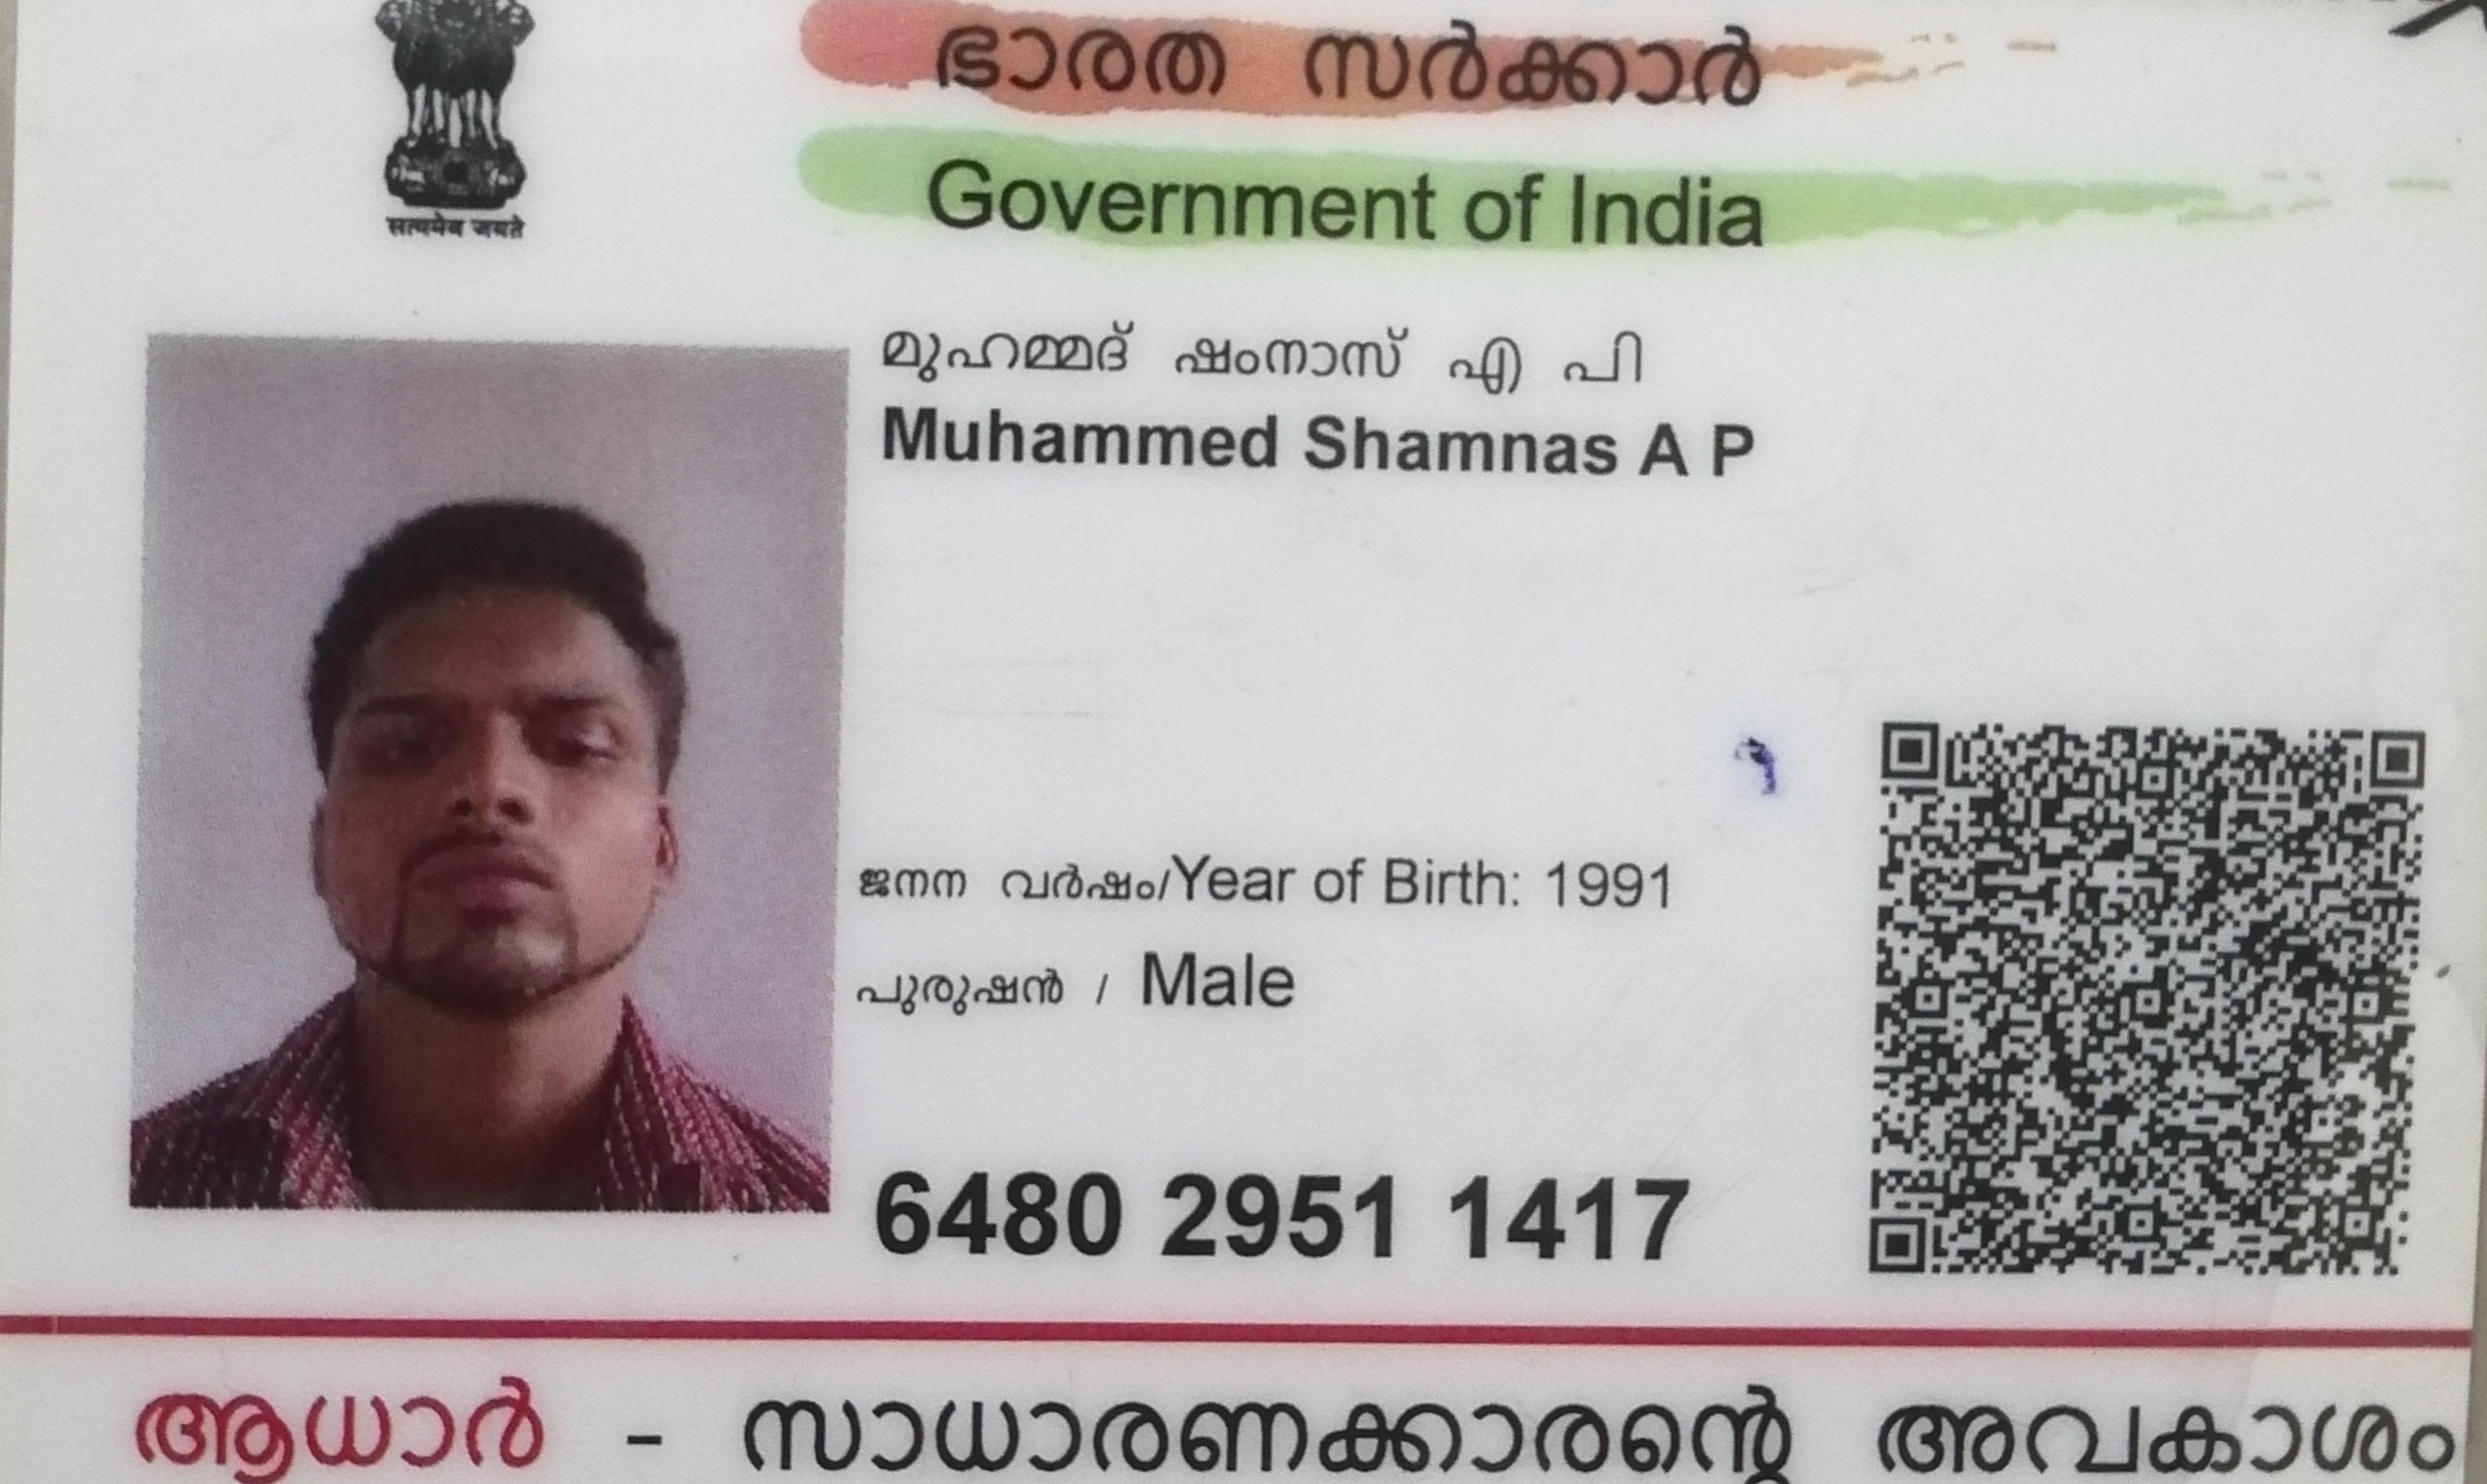 ഭാരത സർക്കാർ
Government of India
सत्यमेव जयते
മുഹമ്മദ് ഷംനാസ് എ പി
Muhammed Shamnas A P
ജനന വർഷം/Year of Birth: 1991
പുരുഷൻ / Male
6480 2951 1417
ആധാർ - സാധാരണക്കാരന്റെ അവകാശം